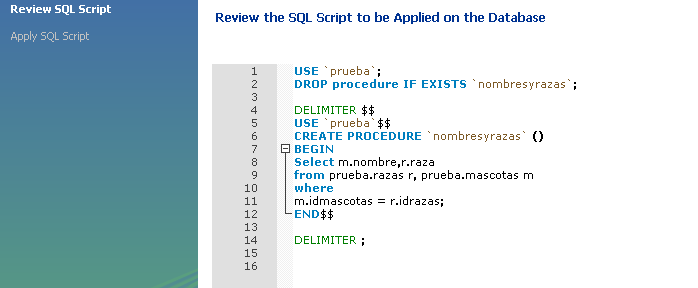 Review SQL Script
Apply SQL Script
Review the SQL Script to be Applied on the Database
1 USE `prueba`;
2 DROP procedure IF EXISTS `nombresyrazas`;
3
4 DELIMITER $$
5 USE `prueba`$$
6 CREATE PROCEDURE `nombresyrazas` ()
7 BEGIN
8 Select m.nombre,r.raza
9 from prueba.razas r, prueba.mascotas m
10 where
11 m.idmascotas = r.idrazas;
12 END$$
13
14 DELIMITER ;
15
16